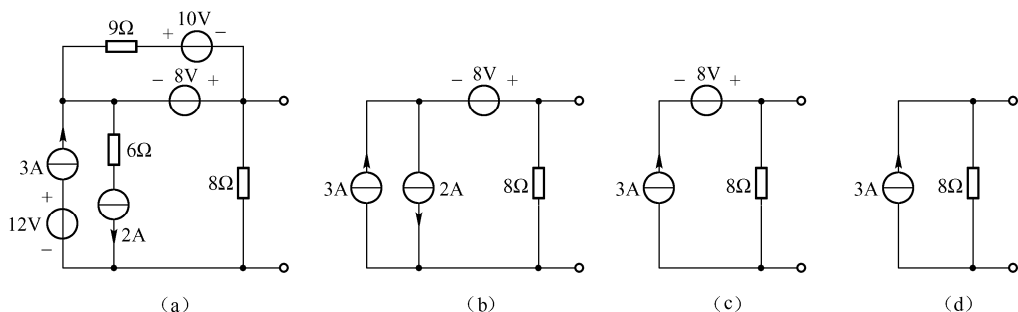 9Ω + 10V −
− 8V +
3A 6Ω 8Ω
+ 12V − 2A
− 8V +
3A 2A 8Ω
− 8V +
3A 8Ω
3A 8Ω
(a) (b) (c) (d)